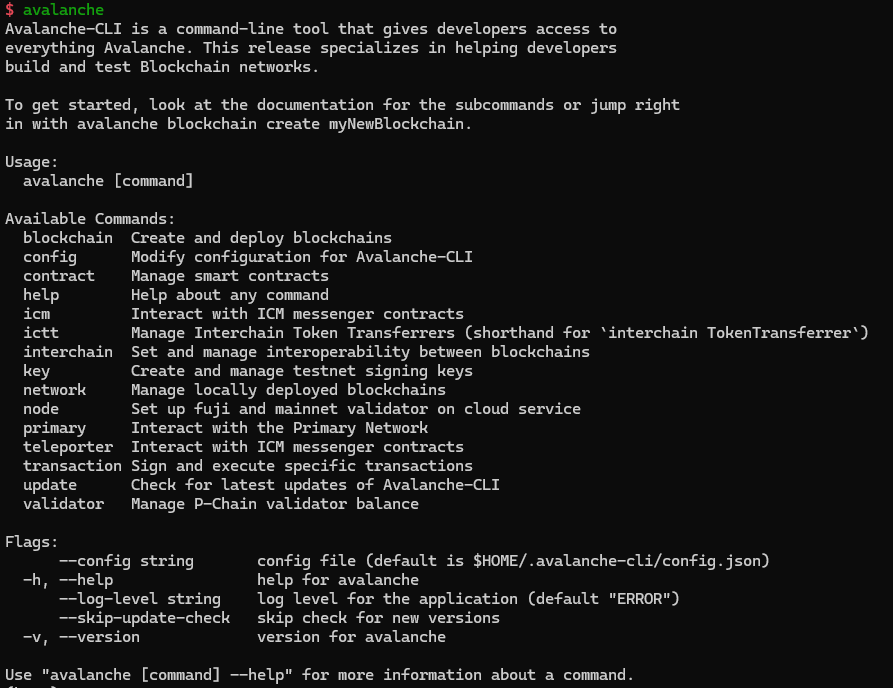 $ avalanche
Avalanche-CLI is a command-line tool that gives developers access to
everything Avalanche. This release specializes in helping developers
build and test Blockchain networks.

To get started, look at the documentation for the subcommands or jump right
in with avalanche blockchain create myNewBlockchain.

Usage:
  avalanche [command]

Available Commands:
  blockchain  Create and deploy blockchains
  config      Modify configuration for Avalanche-CLI
  contract    Manage smart contracts
  help        Help about any command
  icm         Interact with ICM messenger contracts
  ictt        Manage Interchain Token Transferrers (shorthand for `interchain TokenTransferrer`)
  interchain  Set and manage interoperability between blockchains
  key         Create and manage testnet signing keys
  network     Manage locally deployed blockchains
  node        Set up fuji and mainnet validator on cloud service
  primary     Interact with the Primary Network
  teleporter  Interact with ICM messenger contracts
  transaction Sign and execute specific transactions
  update      Check for latest updates of Avalanche-CLI
  validator   Manage P-Chain validator balance

Flags:
      --config string       config file (default is $HOME/.avalanche-cli/config.json)
  -h, --help                help for avalanche
      --log-level string    log level for the application (default "ERROR")
      --skip-update-check   skip check for new versions
  -v, --version             version for avalanche

Use "avalanche [command] --help" for more information about a command.